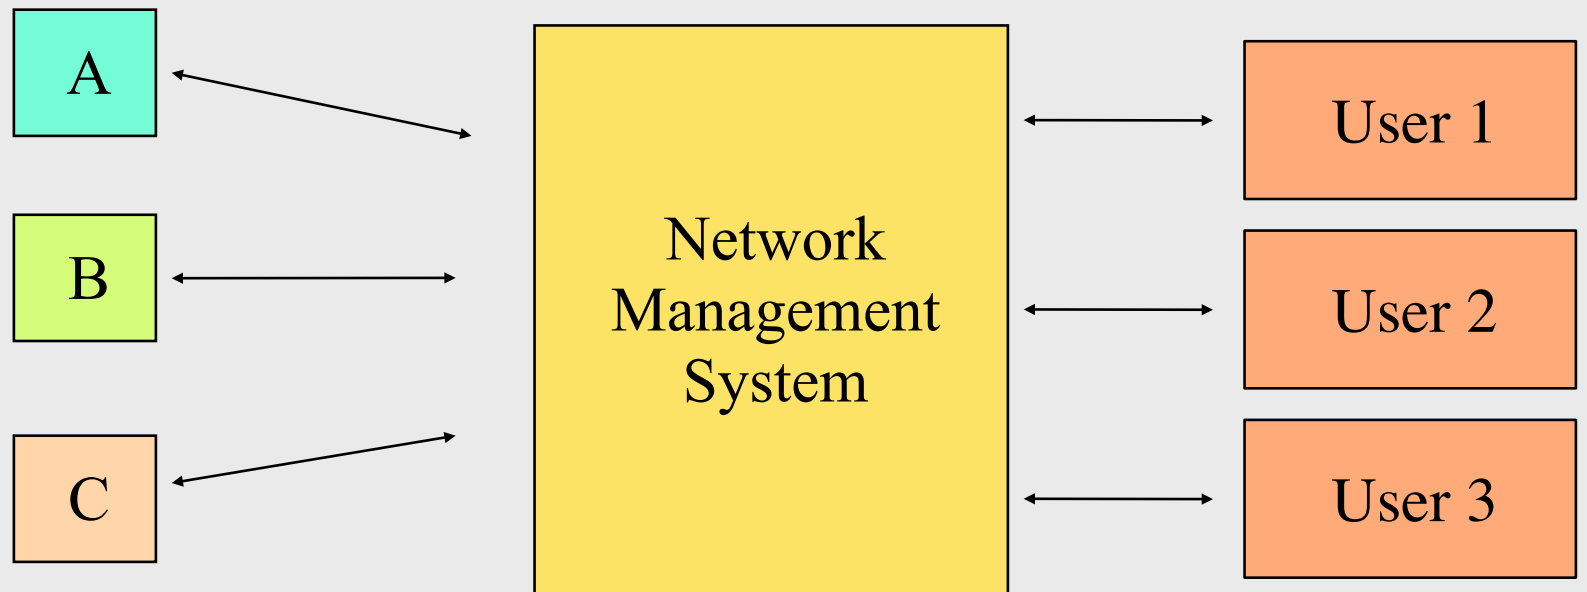 A
B
C
Network
Management
System
User 1
User 2
User 3